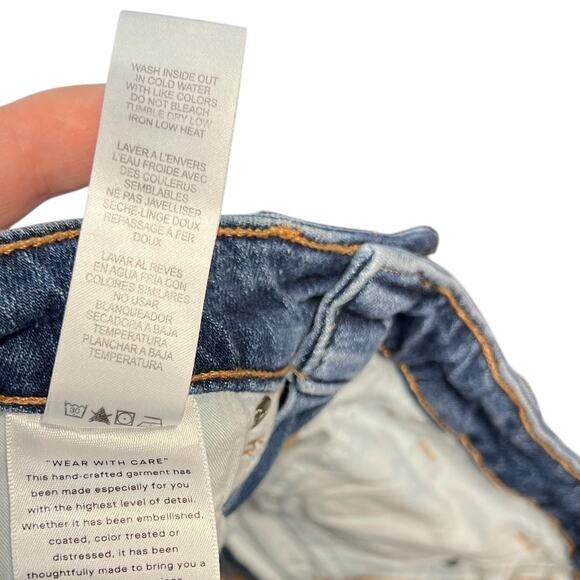 WASH INSIDE OUT
IN COLD WATER
WITH LIKE COLORS
DO NOT BLEACH
TUMBLE DRY LOW
IRON LOW HEAT
LAVER A L'ENVERS
L'EAU FROIDE AVEC
DES COULERUS
SEMBLABLES
NE PAS JAVELLISER
SECHE-LINGE DOUX
REPASSAGE À FER
DOUX
LAVAR AL REVÉS
EN AGUA FRÍA CON
COLORES SIMILARES
NO USAR
BLANQUEADOR
SECADORA A BAJA
TEMPERATURA
PLANCHAR A BAJA
TEMPERATURA
30
"WEAR WITH CARE"
This hand-crafted garment has
been made especially for you
with the highest level of detail.
Whether it has been embellished,
coated, color treated or
distressed, it has been
thoughtfully made to bring you a